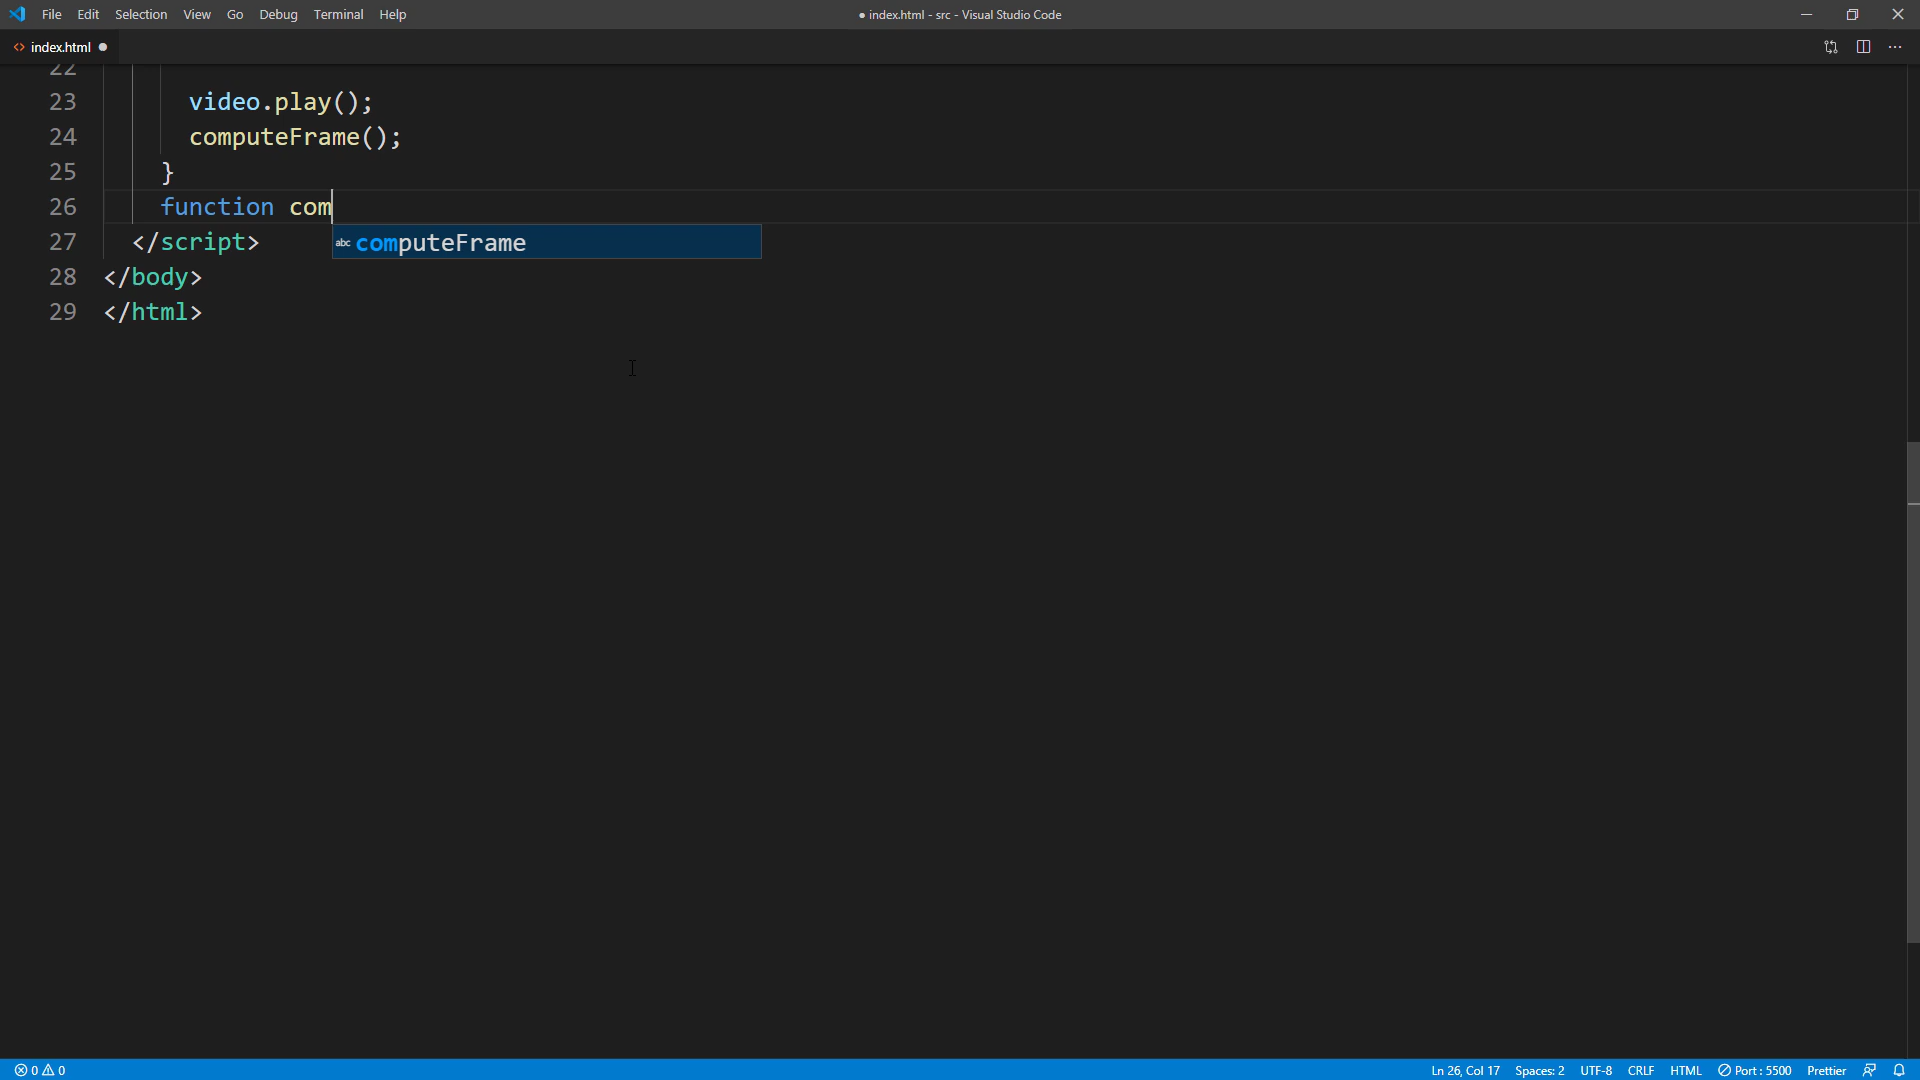 File Edit Selection View Go Debug Terminal Help
● index.html - src - Visual Studio Code
<> index.html ●
22
23 video.play();
24 computeFrame();
25 }
26 function com
27 </script>
abc computeFrame
28 </body>
29 </html>
0 0
Ln 26, Col 17 Spaces: 2 UTF-8 CRLF HTML Port : 5500 Prettier